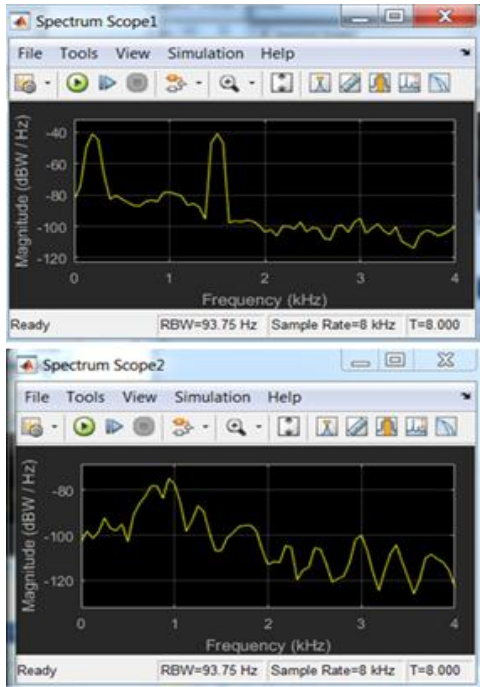 Spectrum Scope1
File Tools View Simulation Help
Magnitude (dBW / Hz)
-40
-60
-80
-100
-120
0 1 2 3 4
Frequency (kHz)
Ready RBW=93.75 Hz Sample Rate=8 kHz T=8.000
Spectrum Scope2
File Tools View Simulation Help
Magnitude (dBW / Hz)
-80
-100
-120
0 1 2 3 4
Frequency (kHz)
Ready RBW=93.75 Hz Sample Rate=8 kHz T=8.000